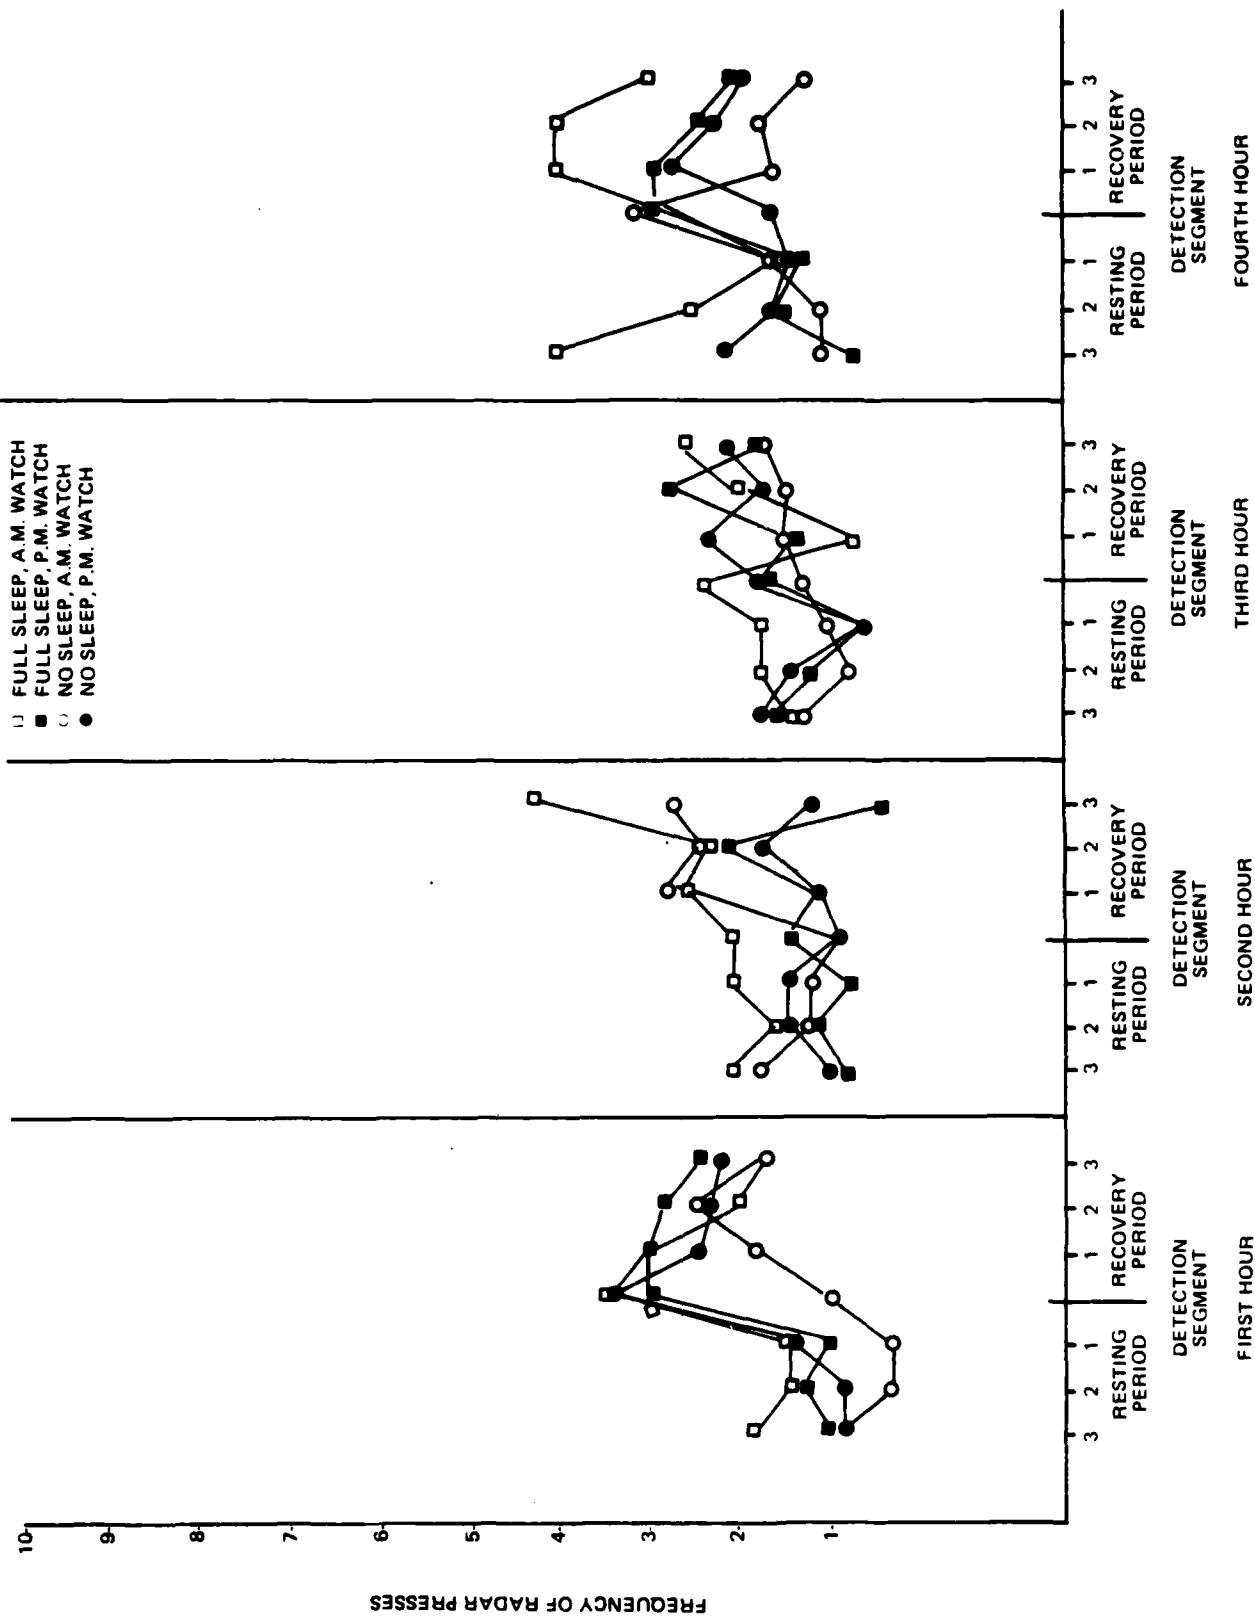 □ FULL SLEEP, A.M. WATCH
■ FULL SLEEP, P.M. WATCH
○ NO SLEEP, A.M. WATCH
● NO SLEEP, P.M. WATCH
FREQUENCY OF RADAR PRESSES
10
9
8
7
6
5
4
3
2
1
3 2 1 1 2 3
RESTING PERIOD
RECOVERY PERIOD
DETECTION SEGMENT
FIRST HOUR
3 2 1 1 2 3
RESTING PERIOD
RECOVERY PERIOD
DETECTION SEGMENT
SECOND HOUR
3 2 1 1 2 3
RESTING PERIOD
RECOVERY PERIOD
DETECTION SEGMENT
THIRD HOUR
3 2 1 1 2 3
RESTING PERIOD
RECOVERY PERIOD
DETECTION SEGMENT
FOURTH HOUR